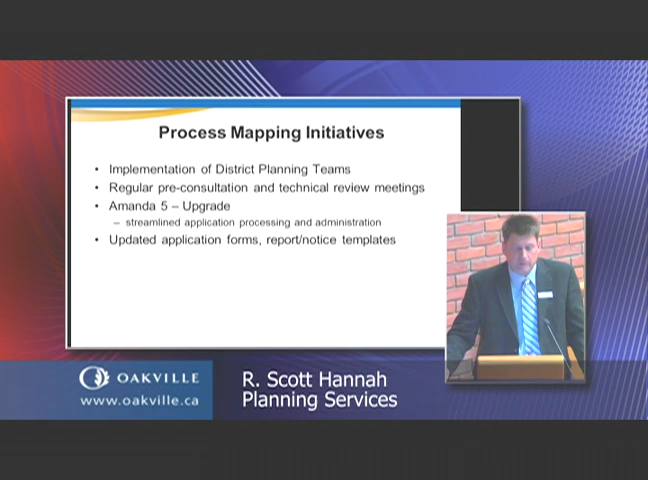 Process Mapping Initiatives
• Implementation of District Planning Teams
• Regular pre-consultation and technical review meetings
• Amanda 5 – Upgrade
– streamlined application processing and administration
• Updated application forms, report/notice templates
OAKVILLE
www.oakville.ca
R. Scott Hannah
Planning Services